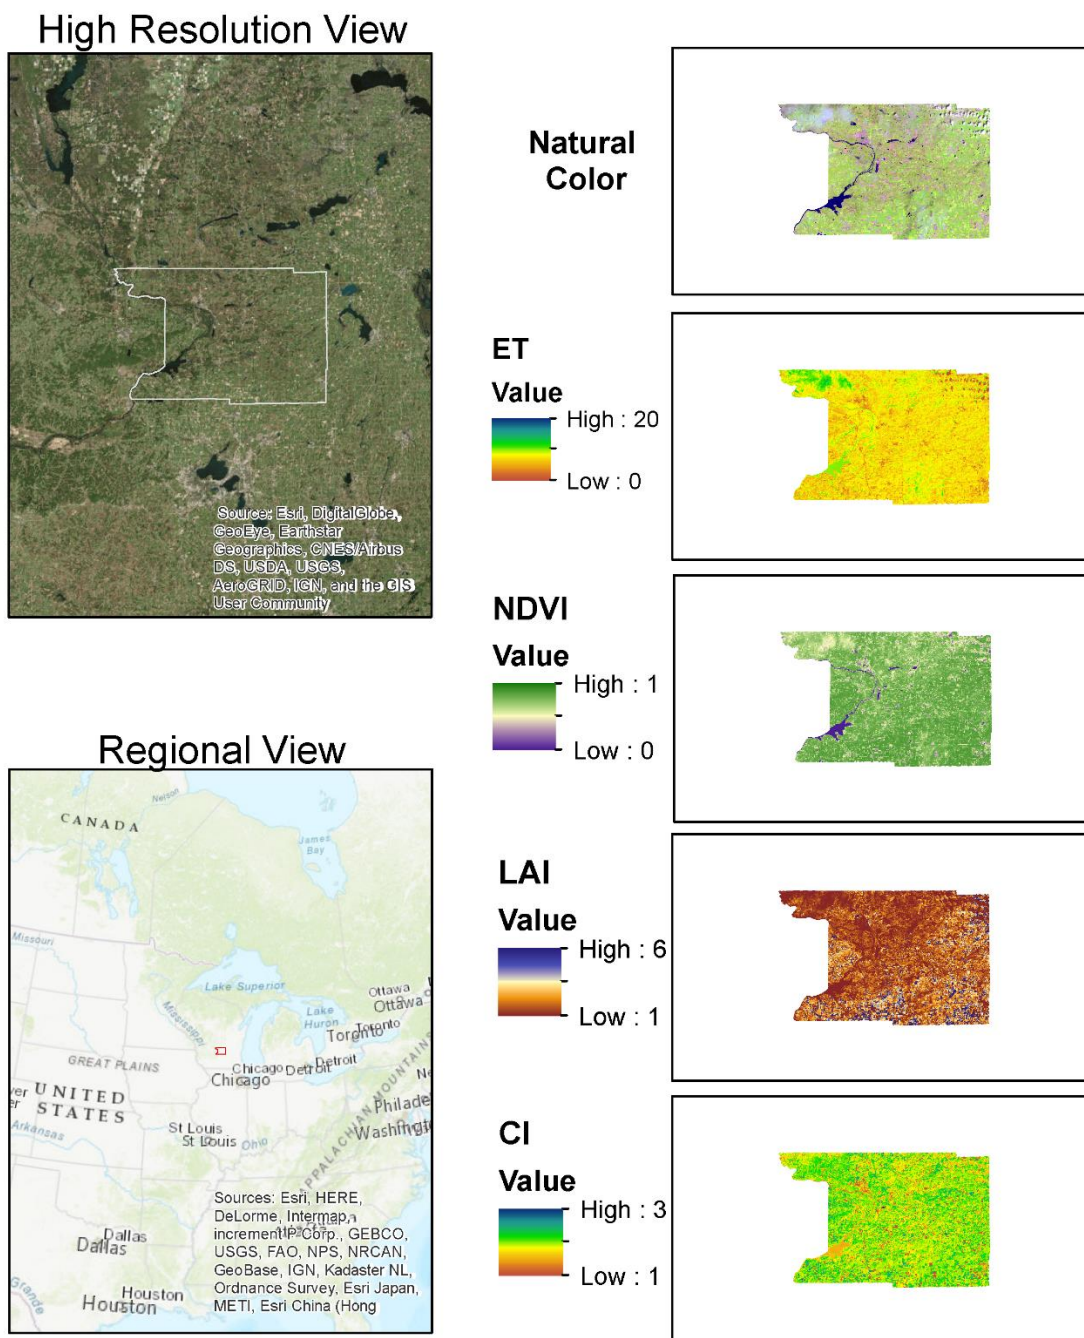 High Resolution View
Source: Esri, DigitalGlobe,
GeoEye, Earthstar
Geographics, CNES/Airbus
DS, USDA, USGS,
AeroGRID, IGN, and the GIS
User Community
Regional View
CANADA
Nelson
James
Bay
Missouri
Lake Superior
Mississippi
Ottawa
Ottawa
Lake
Huron
Toronto
Toronto
GREAT PLAINS
Chicago
Detroit
Detroit
Chicago
UNITED
STATES
Philade
Washington
APPALACHIAN MOUNTAINS
Arkansas
St Louis
St Louis
Ohio
Dallas
Dallas
Houston
Houston
Grande
Sources: Esri, HERE,
DeLorme, Intermap,
increment P Corp., GEBCO,
USGS, FAO, NPS, NRCAN,
GeoBase, IGN, Kadaster NL,
Ordnance Survey, Esri Japan,
METI, Esri China (Hong
Natural
Color
ET
Value
High : 20
Low : 0
NDVI
Value
High : 1
Low : 0
LAI
Value
High : 6
Low : 1
CI
Value
High : 3
Low : 1